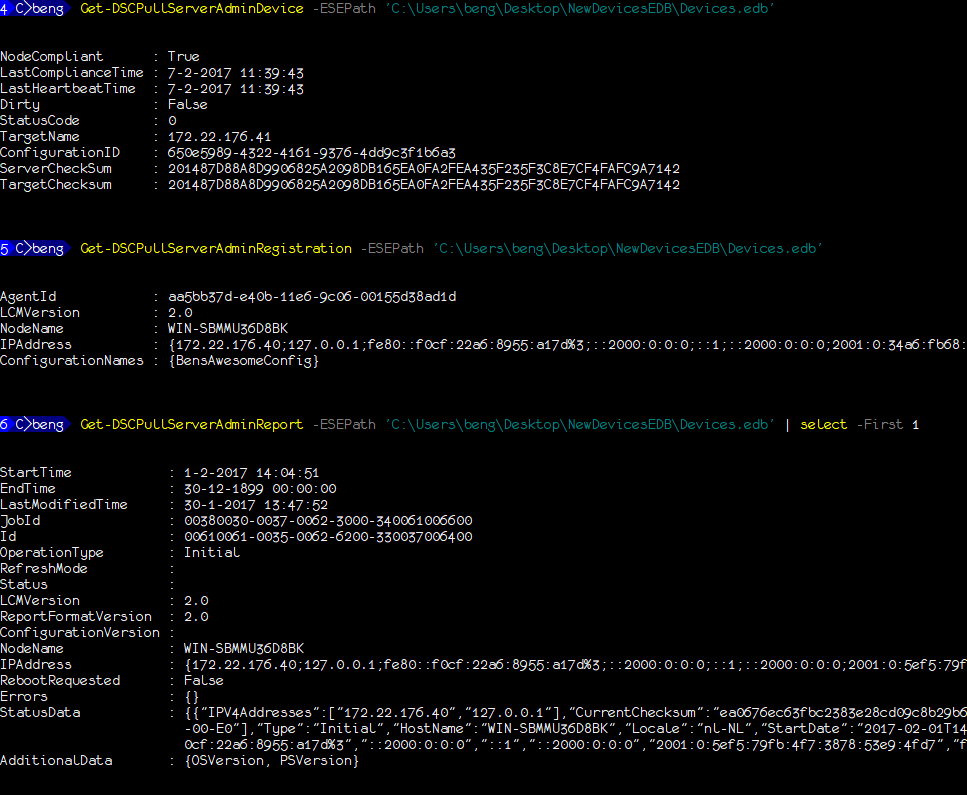 4 C>beng Get-DSCPullServerAdminDevice -ESEPath 'C:\Users\beng\Desktop\NewDevicesEDB\Devices.edb'
NodeCompliant : True
LastComplianceTime : 7-2-2017 11:39:43
LastHeartbeatTime : 7-2-2017 11:39:43
Dirty : False
StatusCode : 0
TargetName : 172.22.176.41
ConfigurationID : 650e5989-4322-4161-9376-4dd9c3f1b6a3
ServerCheckSum : 201487D88A8D9906825A2098DB165EA0FA2FEA435F235F3C8E7CF4FAFC9A7142
TargetChecksum : 201487D88A8D9906825A2098DB165EA0FA2FEA435F235F3C8E7CF4FAFC9A7142
5 C>beng Get-DSCPullServerAdminRegistration -ESEPath 'C:\Users\beng\Desktop\NewDevicesEDB\Devices.edb'
AgentId : aa5bb37d-e40b-11e6-9c06-00155d38ad1d
LCMVersion : 2.0
NodeName : WIN-SBMMU36D8BK
IPAddress : {172.22.176.40;127.0.0.1;fe80::f0cf:22a6:8955:a17d%3;::2000:0:0:0;::1;::2000:0:0:0;2001:0:34a6:fb68:
ConfigurationNames : {BensAwesomeConfig}
6 C>beng Get-DSCPullServerAdminReport -ESEPath 'C:\Users\beng\Desktop\NewDevicesEDB\Devices.edb' | select -First 1
StartTime : 1-2-2017 14:04:51
EndTime : 30-12-1899 00:00:00
LastModifiedTime : 30-1-2017 13:47:52
JobId : 00380030-0037-0062-3000-340061006600
Id : 00610061-0035-0062-6200-330037006400
OperationType : Initial
RefreshMode :
Status :
LCMVersion : 2.0
ReportFormatVersion : 2.0
ConfigurationVersion :
NodeName : WIN-SBMMU36D8BK
IPAddress : {172.22.176.40;127.0.0.1;fe80::f0cf:22a6:8955:a17d%3;::2000:0:0:0;::1;::2000:0:0:0;2001:0:5ef5:79f
RebootRequested : False
Errors : {}
StatusData : {{"IPV4Addresses":["172.22.176.40","127.0.0.1"],"CurrentChecksum":"ea0676ec63fbc2383e28cd09c8b29b6
-00-E0"],"Type":"Initial","HostName":"WIN-SBMMU36D8BK","Locale":"nl-NL","StartDate":"2017-02-01T14
0cf:22a6:8955:a17d%3","::2000:0:0:0","::1","::2000:0:0:0","2001:0:5ef5:79fb:4f7:3878:53e9:4fd7","f
AdditionalData : {OSVersion, PSVersion}